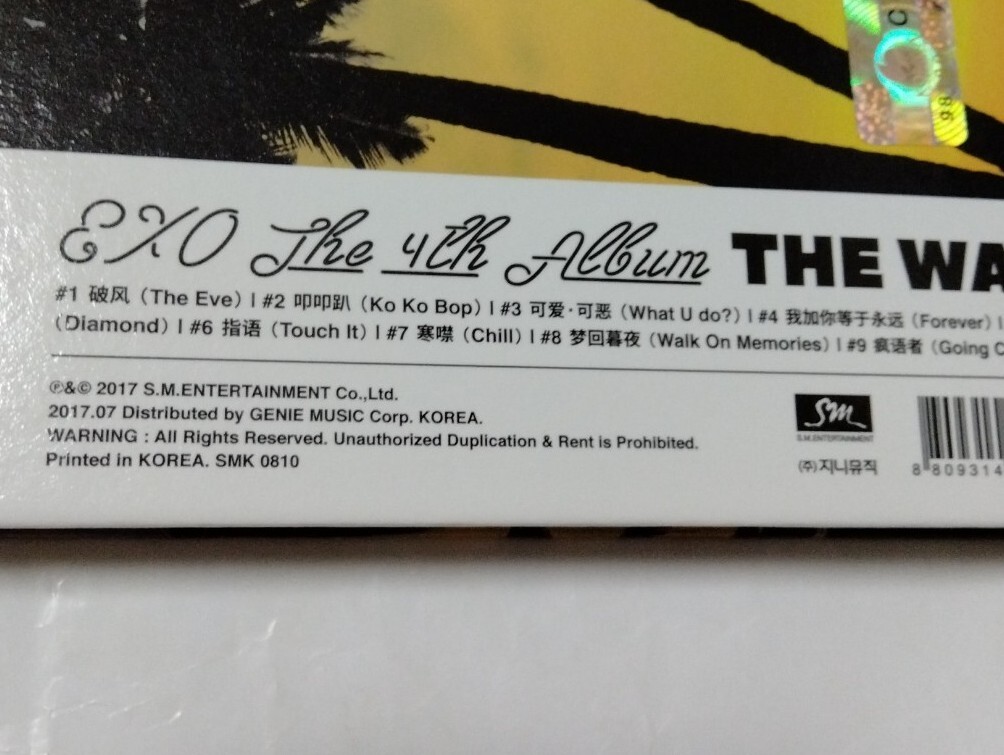 EXO The 4th Album THE WA
#1 破风 (The Eve) | #2 叩叩趴 (Ko Ko Bop) | #3 可爱·可恶 (What U do?) | #4 我加你等于永远 (Forever) |
(Diamond) | #6 指语 (Touch It) | #7 寒噤 (Chill) | #8 梦回暮夜 (Walk On Memories) | #9 疯语者 (Going C
℗&© 2017 S.M.ENTERTAINMENT Co.,Ltd.
2017.07 Distributed by GENIE MUSIC Corp. KOREA.
WARNING : All Rights Reserved. Unauthorized Duplication & Rent is Prohibited.
Printed in KOREA. SMK 0810
SM
S.M.ENTERTAINMENT
(주)지니뮤직
8 809314